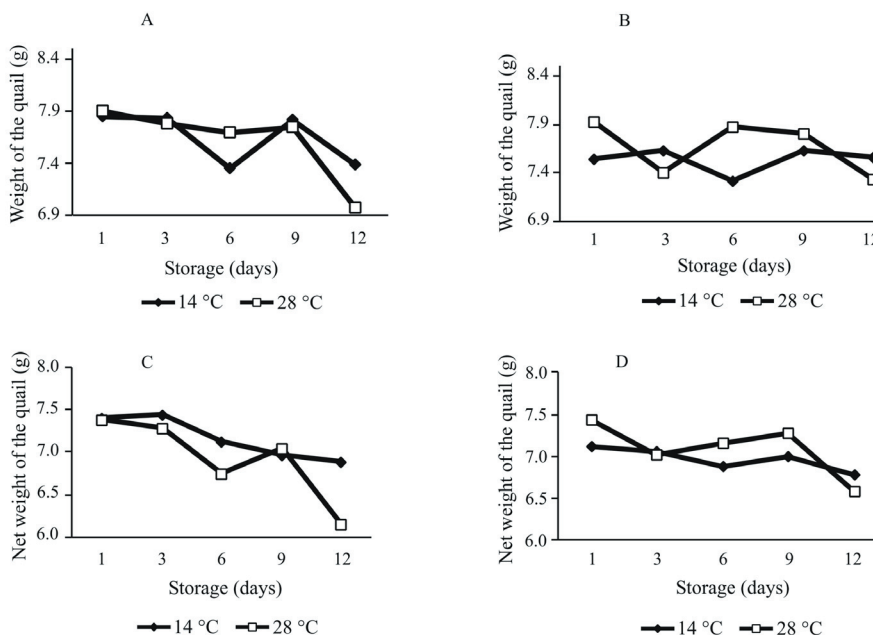 A
Weight of the quail (g)
8.4
7.9
7.4
6.9
1 3 6 9 12
Storage (days)
14 °C 28 °C
B
Weight of the quail (g)
8.4
7.9
7.4
6.9
1 3 6 9 12
Storage (days)
14 °C 28 °C
C
Net weight of the quail (g)
8.0
7.5
7.0
6.5
6.0
1 3 6 9 12
Storage (days)
14 °C 28 °C
D
Net weight of the quail (g)
8.0
7.5
7.0
6.5
6.0
1 3 6 9 12
Storage (days)
14 °C 28 °C